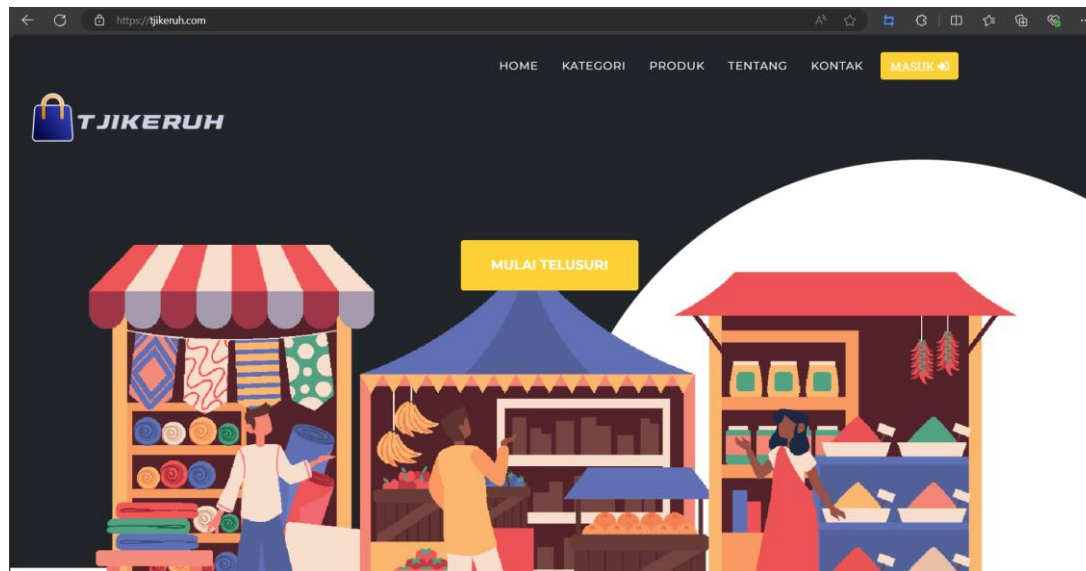 https://tjikeruh.com
HOME KATEGORI PRODUK TENTANG KONTAK MASUK
TJIKERUH
MULAI TELUSURI